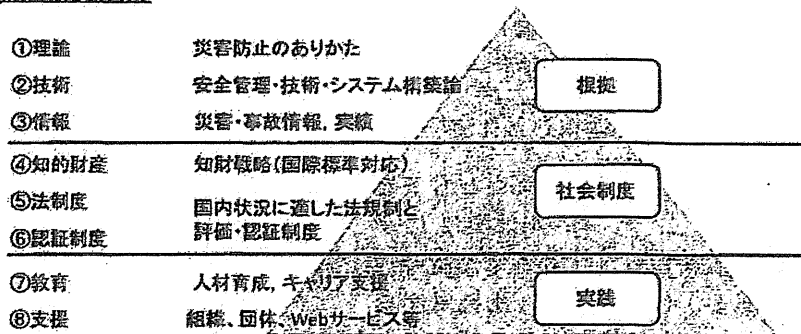 ①理論 災害防止のありかた
②技術 安全管理・技術・システム構築論
③情報 災害・事故情報, 実績
根拠
④知的財産 知財戦略(国際標準対応)
⑤法制度 国内状況に適した法規制と
⑥認証制度 評価・認証制度
社会制度
⑦教育 人材育成, キャリア支援
⑧支援 組織、団体、Webサービス等
実践